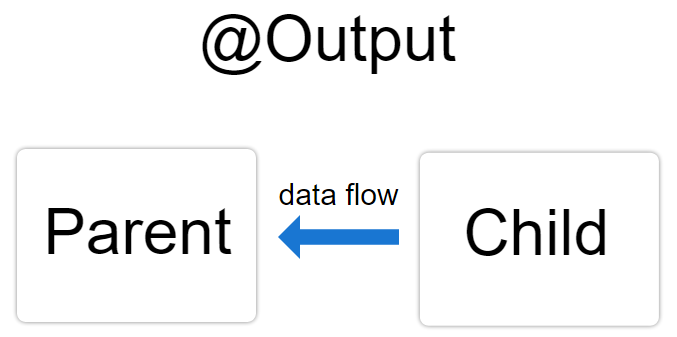 @Output
data flow
Parent
Child